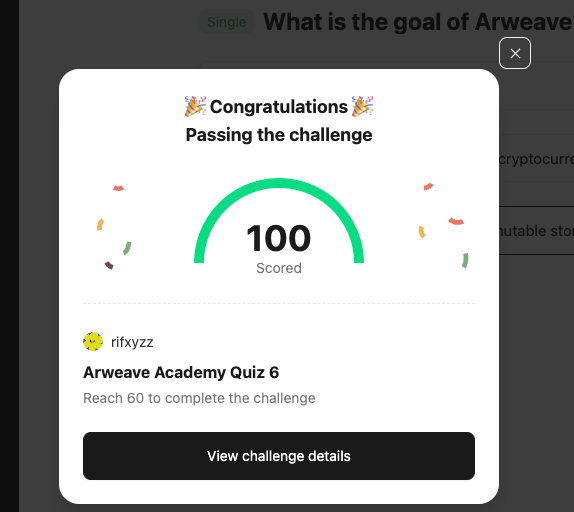 Single What is the goal of Arweave
Congratulations
Passing the challenge
cryptocurre
mutable stor
100
Scored
rifxyzz
Arweave Academy Quiz 6
Reach 60 to complete the challenge
View challenge details